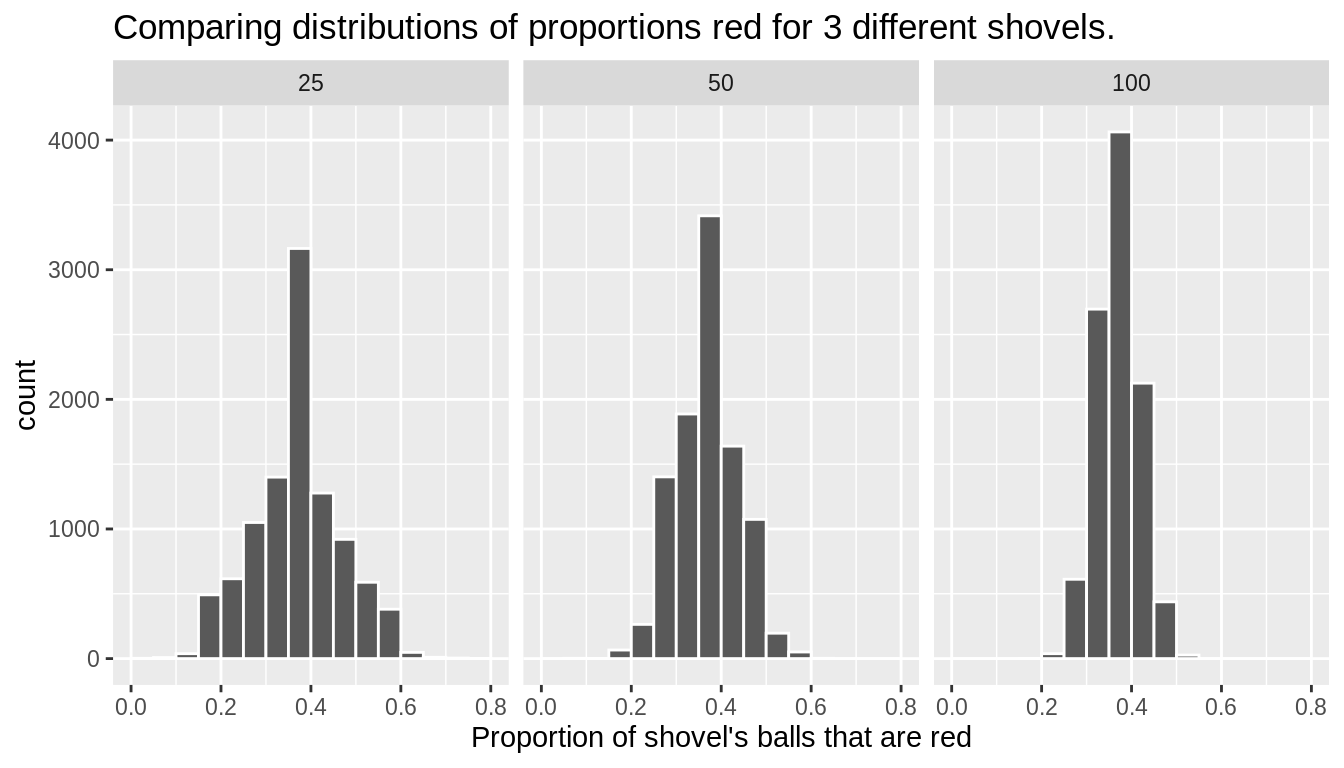 Comparing distributions of proportions red for 3 different shovels.
25 50 100
4000
3000
2000
1000
0
count
0.0 0.2 0.4 0.6 0.8 0.0 0.2 0.4 0.6 0.8 0.0 0.2 0.4 0.6 0.8
Proportion of shovel's balls that are red